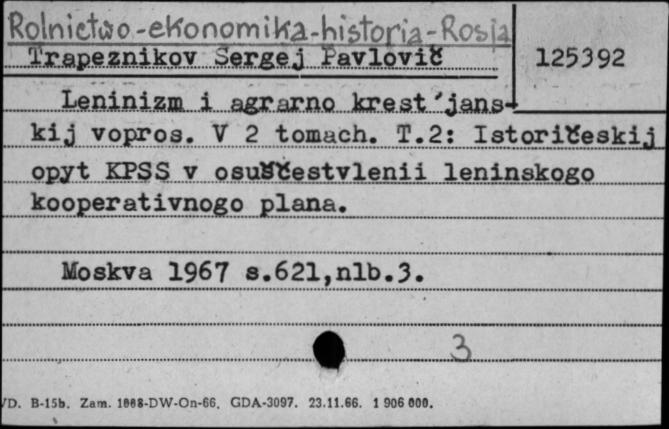 Rolnictwo-ekonomika-historia-Rosja
Trapeznikov Sergej Pavlovič
125392
Leninizm i agrarno krest´jans-
kij vopros. V 2 tomach. T.2: Istoričeskij
opyt KPSS v osuščestvlenii leninskogo
kooperativnogo plana.
Moskva 1967 s.621,nlb.3.
3
VD. B-15b. Zam. 1008-DW-On-66. GDA-3097. 23.11.66. 1 906 000.